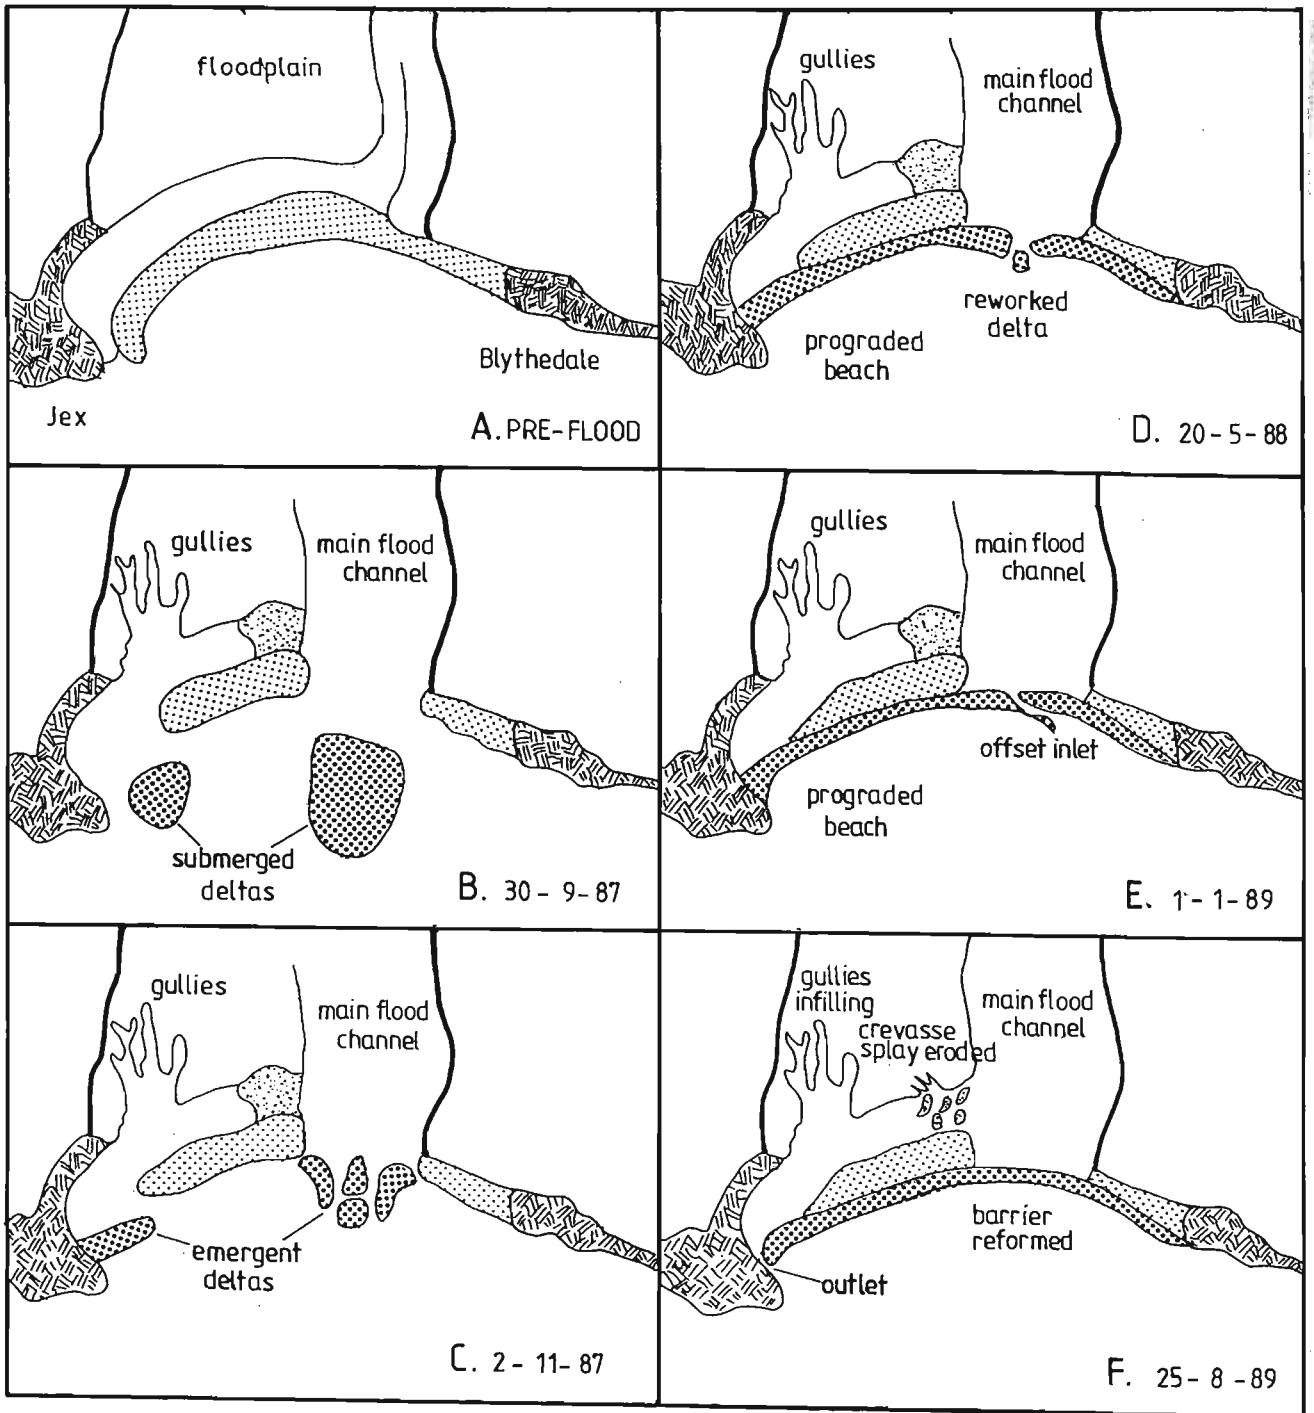 floodplain
Blythedale
Jex
A. PRE-FLOOD
gullies
main flood
channel
submerged
deltas
B. 30 - 9 - 87
gullies
main flood
channel
emergent
deltas
C. 2 - 11 - 87
gullies
main flood
channel
reworked
delta
prograded
beach
D. 20 - 5 - 88
gullies
main flood
channel
offset inlet
prograded
beach
E. 1 - 1 - 89
gullies
infilling
main flood
channel
crevasse
splay eroded
barrier
reformed
outlet
F. 25 - 8 - 89